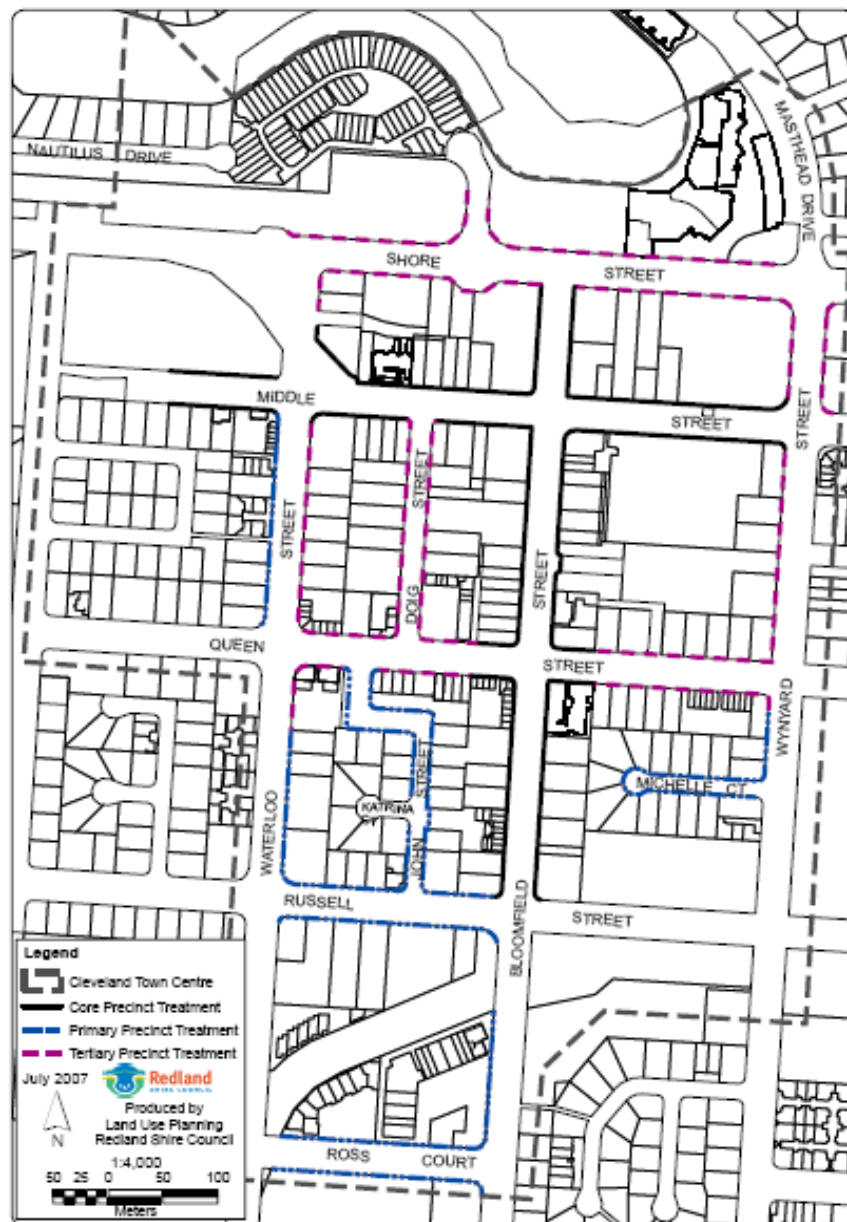 NAUTILUS DRIVE
MASTHEAD DRIVE
SHORE STREET
MIDDLE STREET
STREET
STREET
STREET
DOIG
STREET
QUEEN STREET
WYNYARD
STREET
MICHELLE CT
KATRINA
CT
WATERLOO
JOHN
RUSSELL STREET
BLOOMFIELD
ROSS COURT
Legend
Cleveland Town Centre
Core Precinct Treatment
Primary Precinct Treatment
Tertiary Precinct Treatment
July 2007
Redland
SHIRE COUNCIL
Produced by
Land Use Planning
Redland Shire Council
N
1:4,000
50 25 0 50 100
Meters